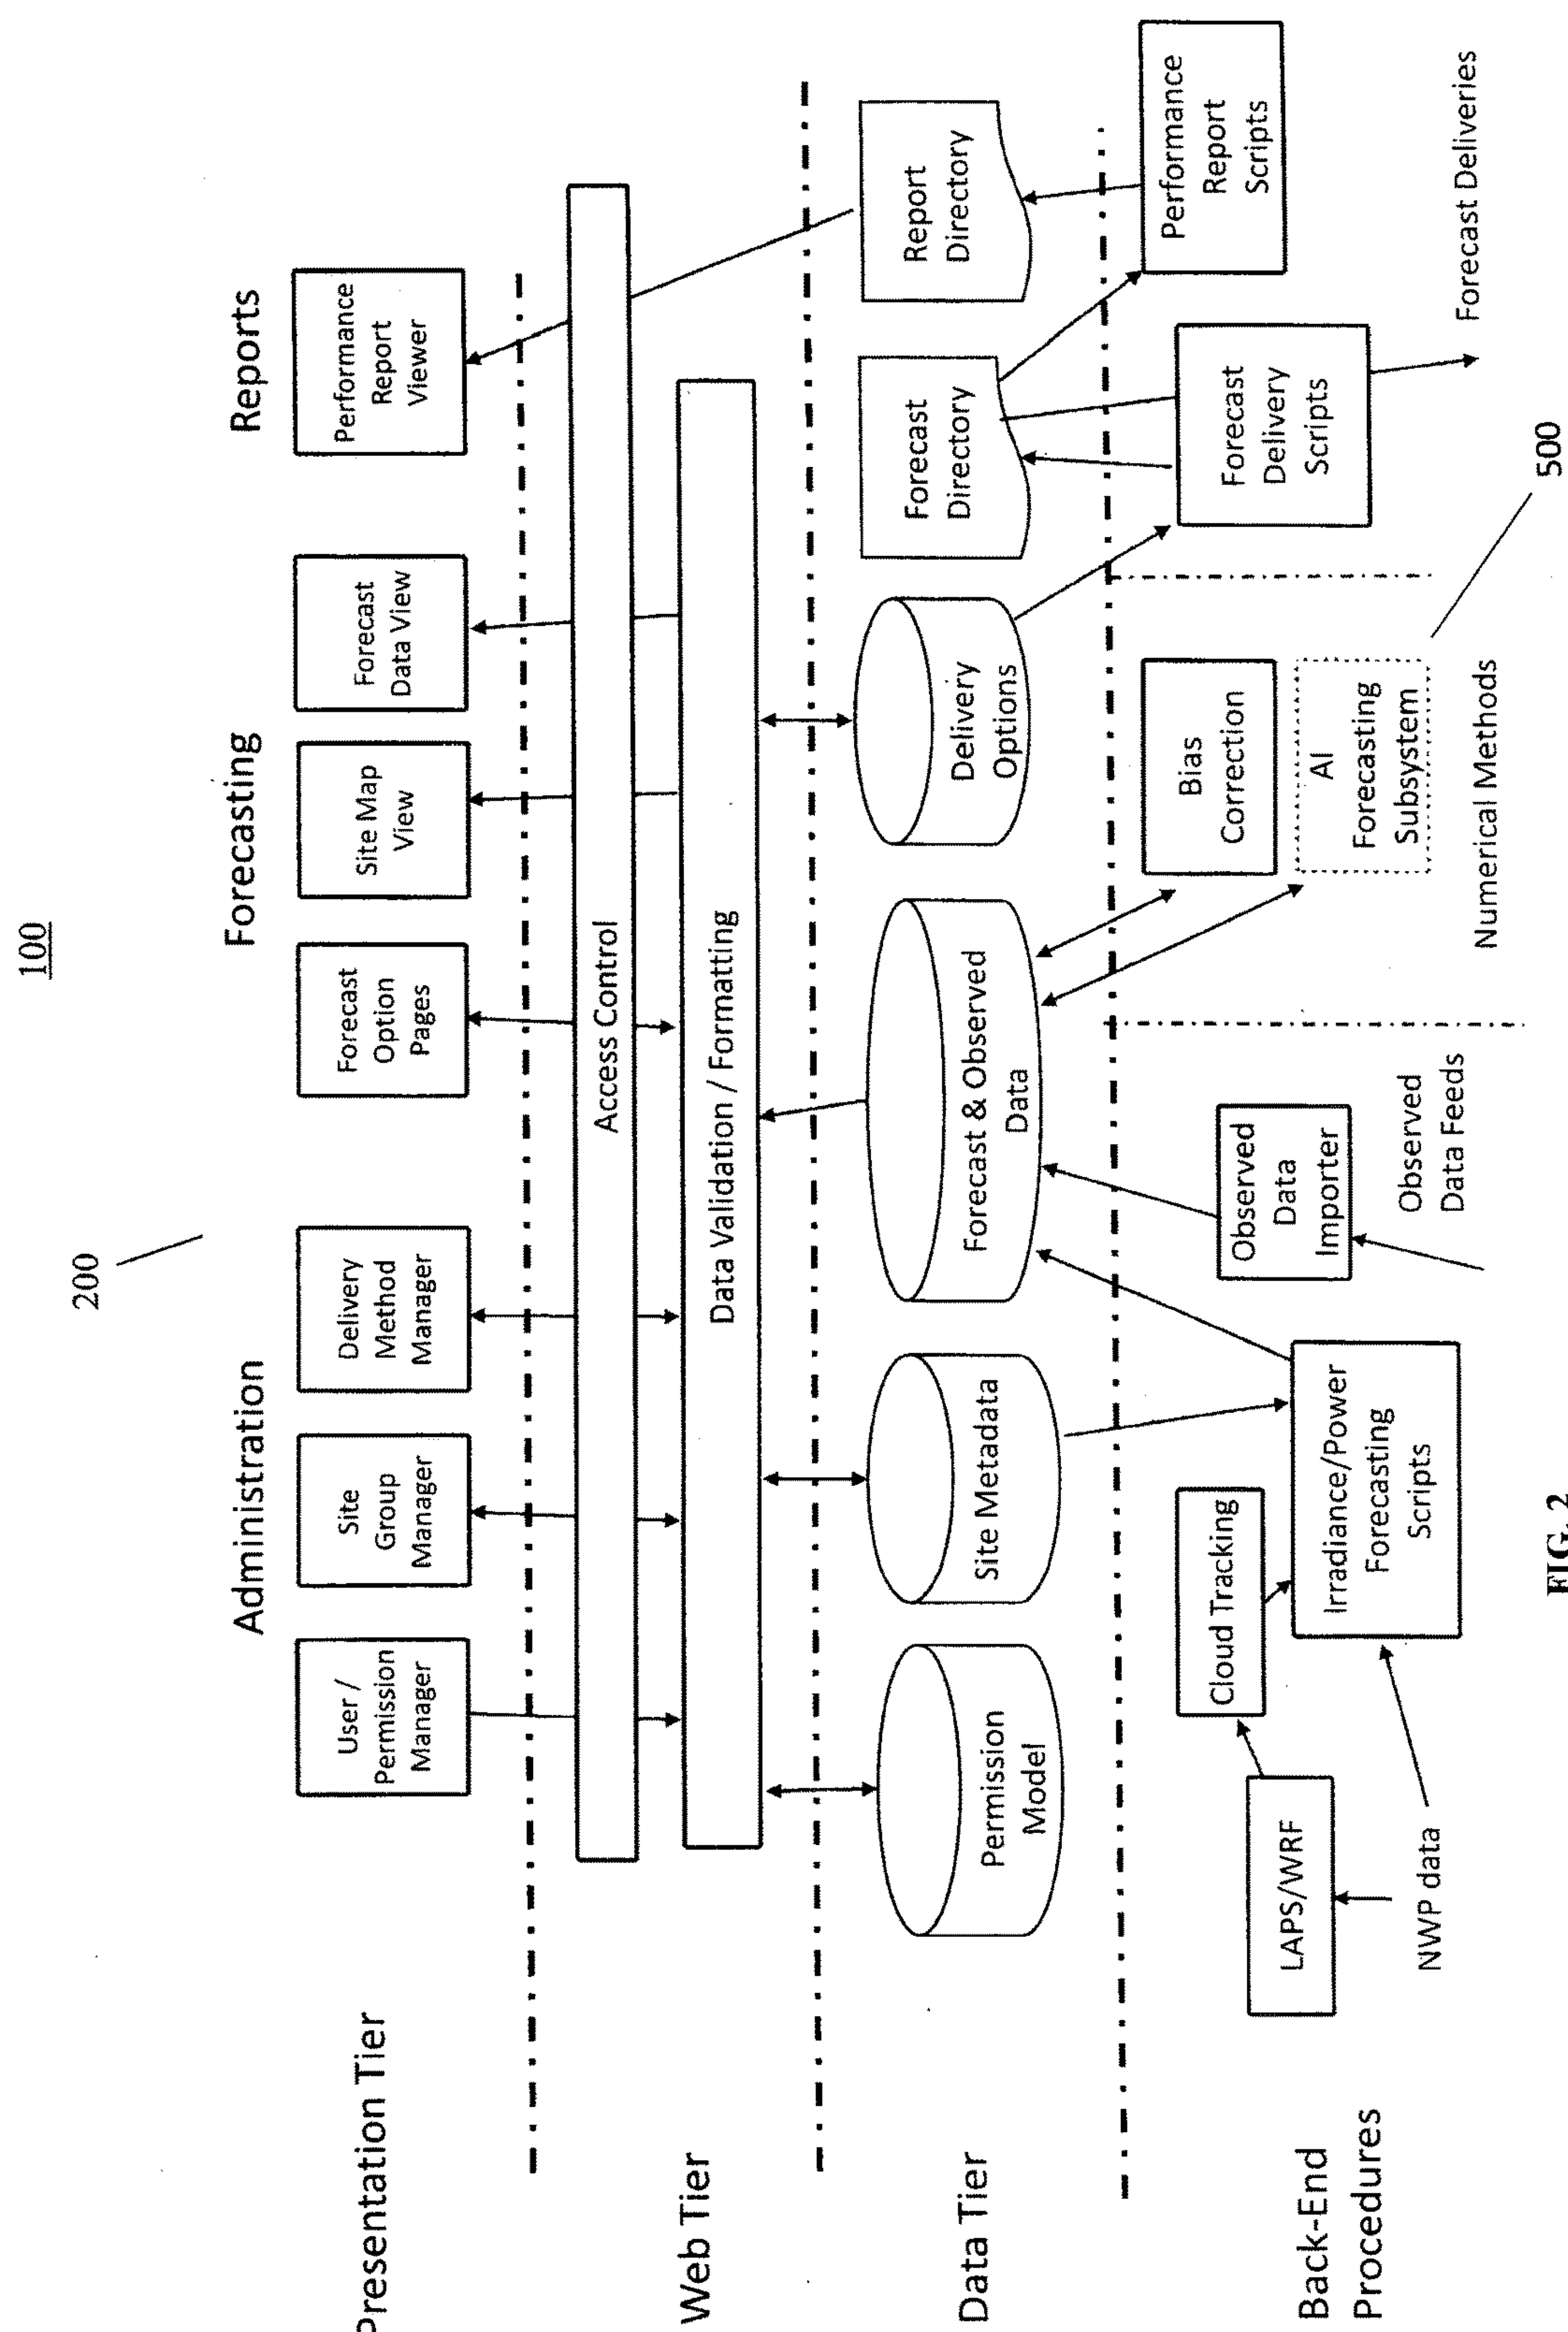 100
200
Administration
Forecasting
Reports
Presentation Tier
User /
Permission
Manager
Site
Group
Manager
Delivery
Method
Manager
Forecast
Option
Pages
Site Map
View
Forecast
Data View
Performance
Report
Viewer
Web Tier
Access Control
Data Validation / Formatting
Data Tier
Permission
Model
Site Metadata
Forecast & Observed
Data
Delivery
Options
Forecast
Directory
Report
Directory
Back-End
Procedures
LAPS/WRF
NWP data
Cloud Tracking
Irradiance/Power
Forecasting
Scripts
Observed
Data
Importer
Observed
Data Feeds
Bias
Correction
AI
Forecasting
Subsystem
Numerical Methods
500
Forecast
Delivery
Scripts
Performance
Report
Scripts
Forecast Deliveries
FIG. 2